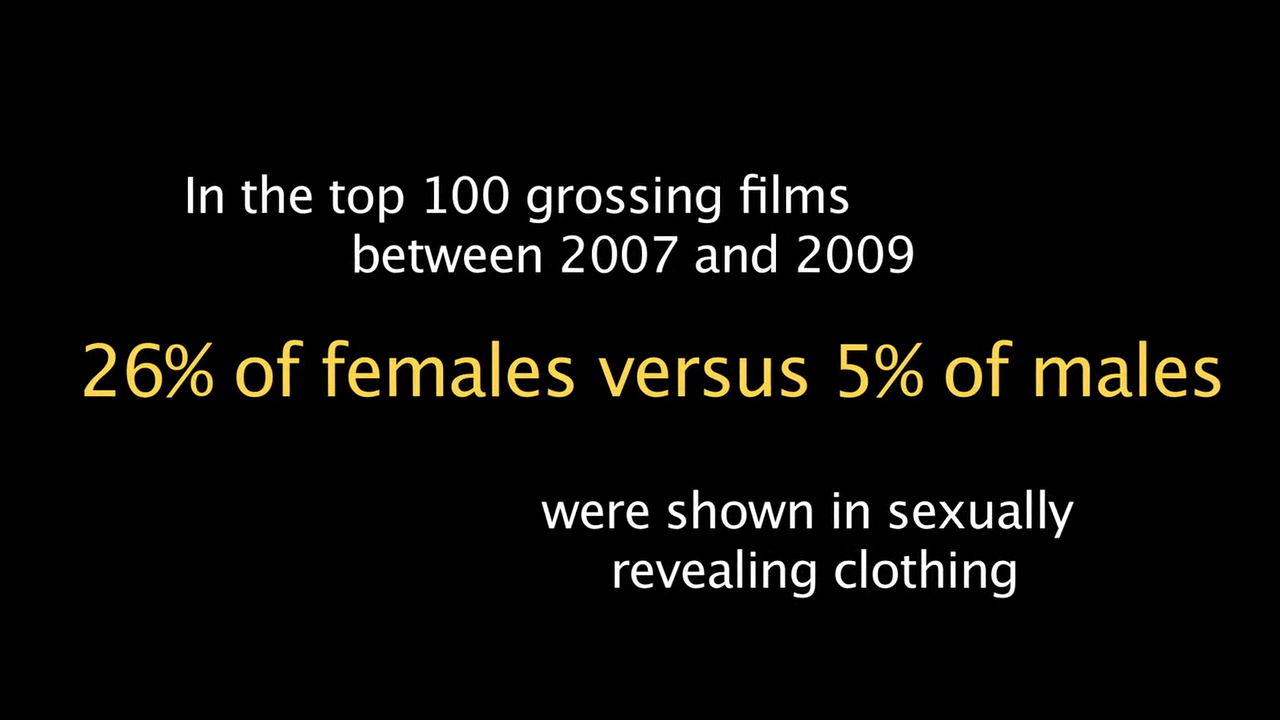 In the top 100 grossing films
between 2007 and 2009
26% of females versus 5% of males
were shown in sexually
revealing clothing